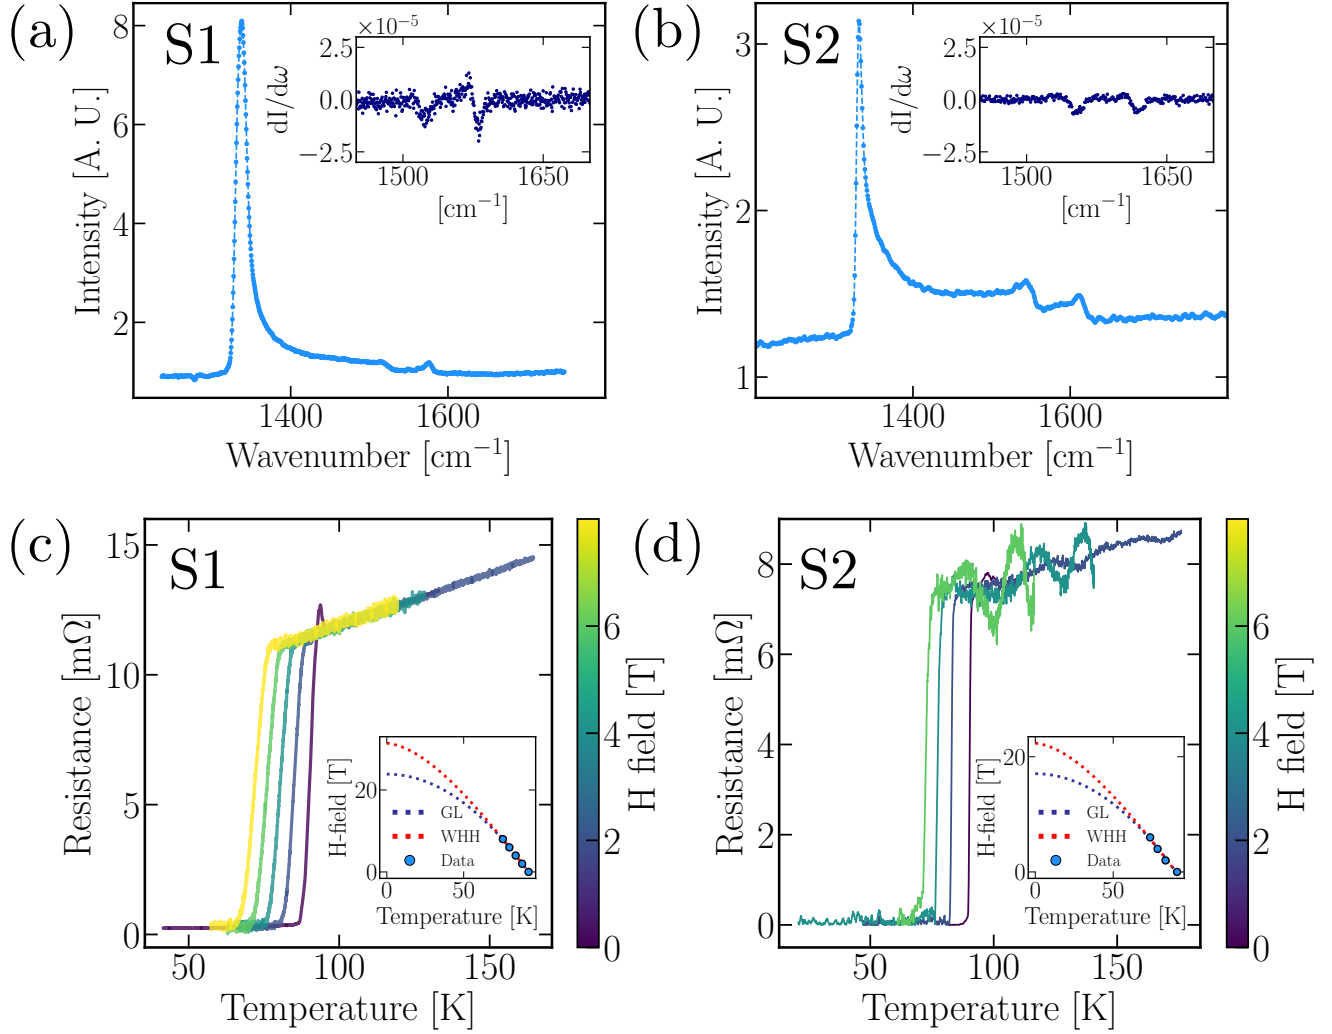 (a)
S1
8
6
4
2
Intensity [A. U.]
1400
1600
Wavenumber [cm⁻¹]
×10⁻⁵
2.5
0.0
−2.5
dI/dω
1500
1650
[cm⁻¹]
(b)
S2
3
2
1
Intensity [A. U.]
1400
1600
Wavenumber [cm⁻¹]
×10⁻⁵
2.5
0.0
−2.5
dI/dω
1500
1650
[cm⁻¹]
(c)
S1
15
10
5
0
Resistance [mΩ]
50
100
150
Temperature [K]
20
0
H-field [T]
GL
WHH
Data
0
50
Temperature [K]
6
4
2
0
H field [T]
(d)
S2
8
6
4
2
0
Resistance [mΩ]
50
100
150
Temperature [K]
20
0
H-field [T]
GL
WHH
Data
0
50
Temperature [K]
6
4
2
0
H field [T]